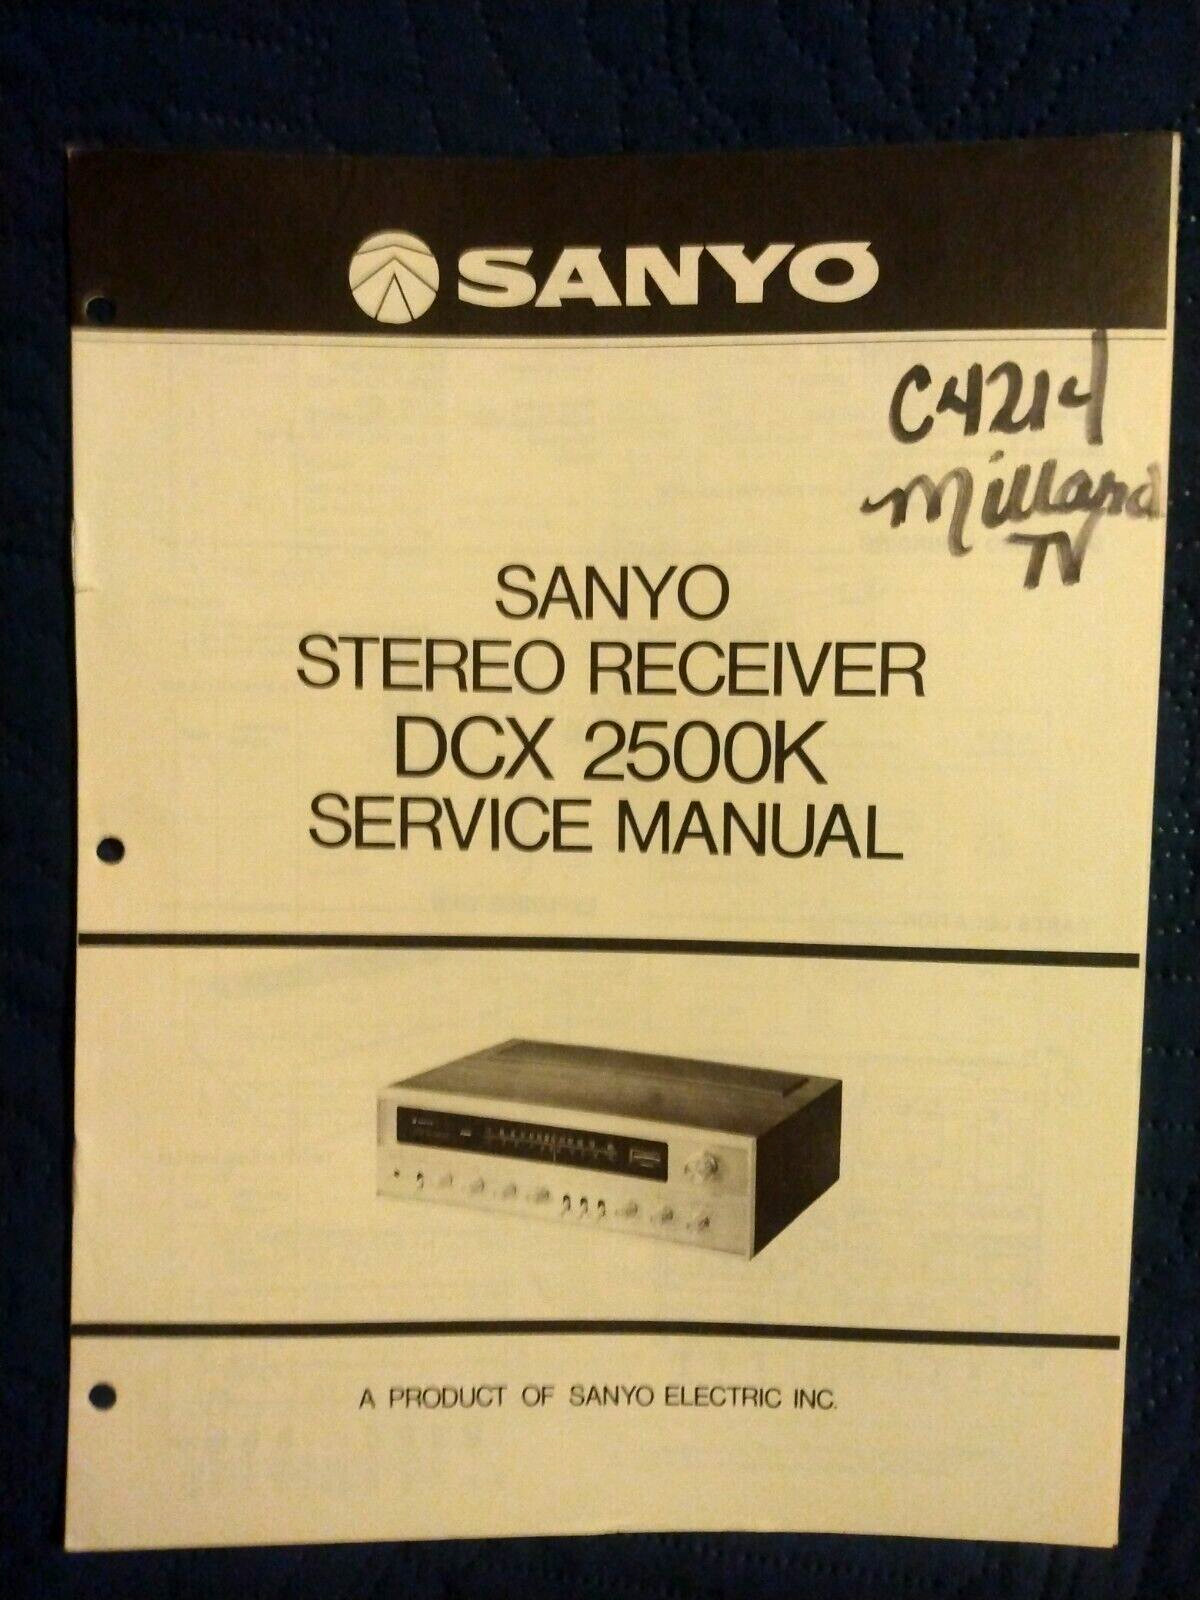 SANYO
C4214
Millard
TV
SANYO
STEREO RECEIVER
DCX 2500K
SERVICE MANUAL
A PRODUCT OF SANYO ELECTRIC INC.